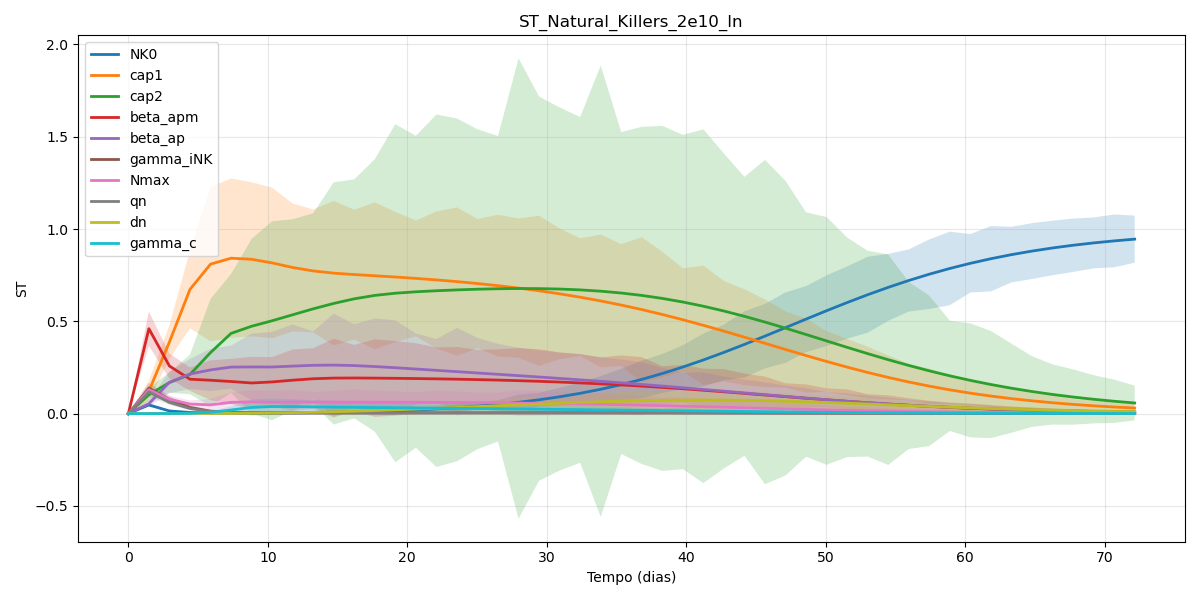 ST_Natural_Killers_2e10_ln
NK0
cap1
cap2
beta_apm
beta_ap
gamma_iNK
Nmax
qn
dn
gamma_c
2.0
1.5
1.0
0.5
0.0
−0.5
ST
0 10 20 30 40 50 60 70
Tempo (dias)